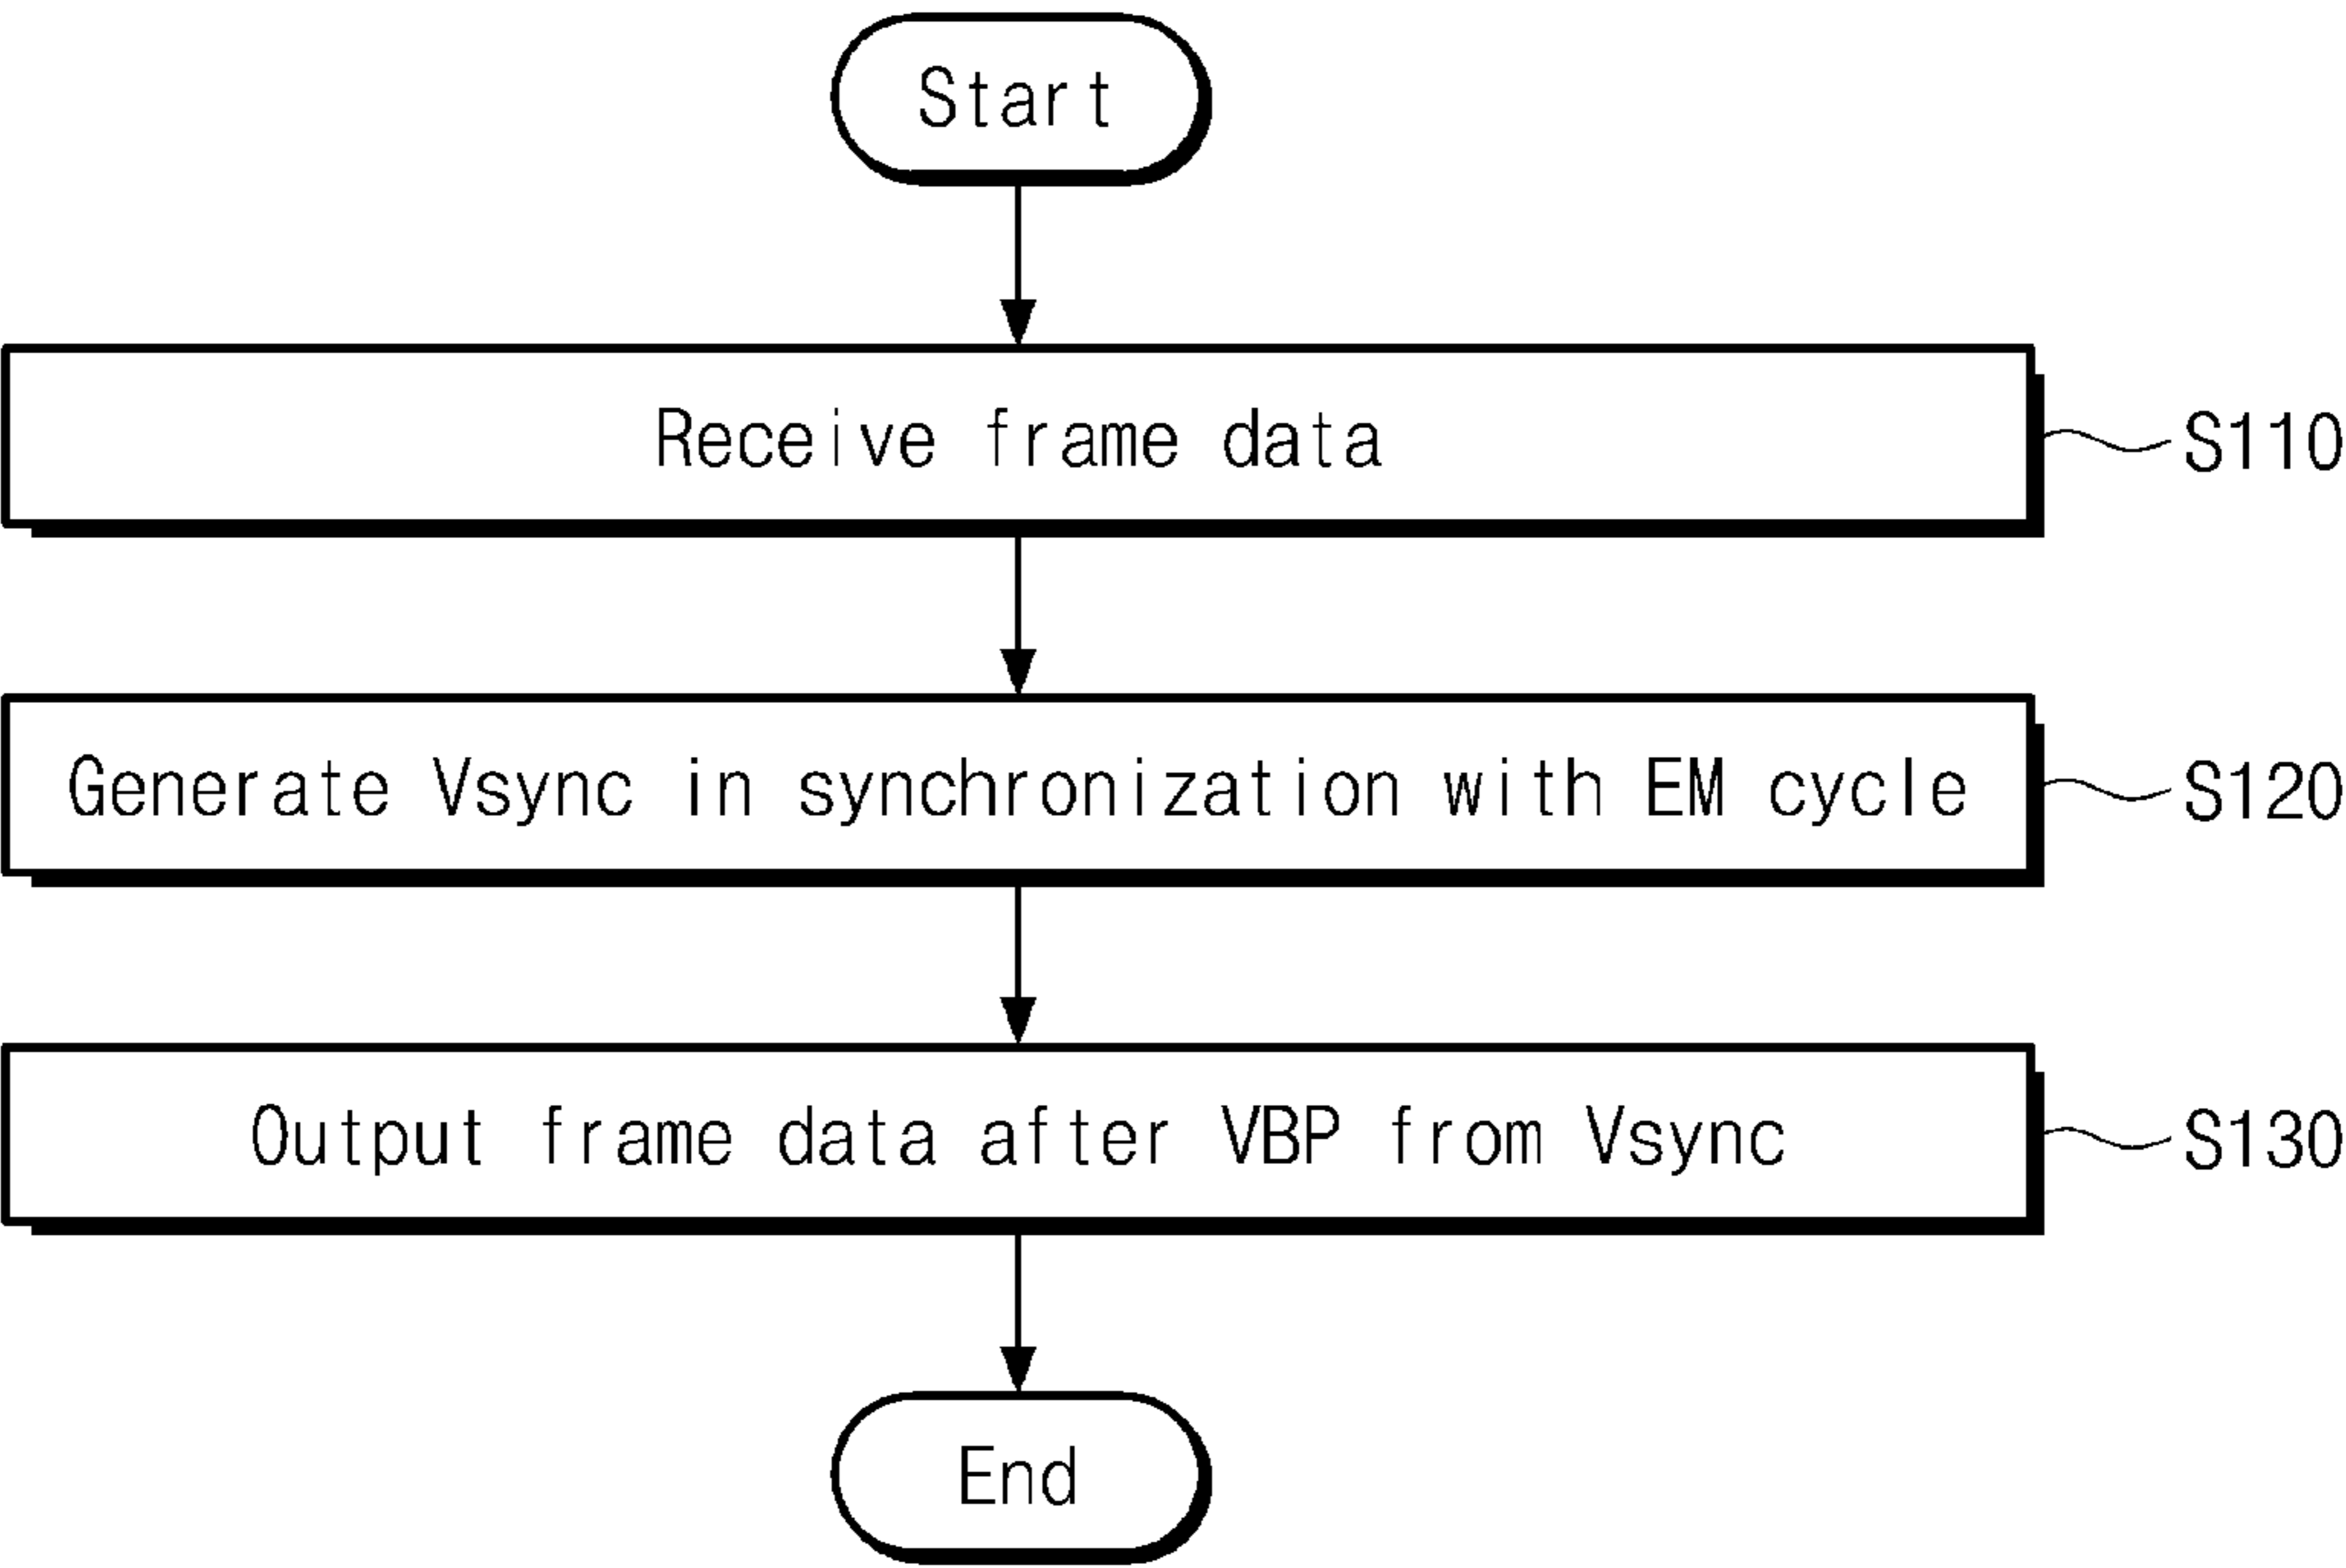 Start
Receive frame data
S110
Generate Vsync in synchronization with EM cycle
S120
Output frame data after VBP from Vsync
S130
End